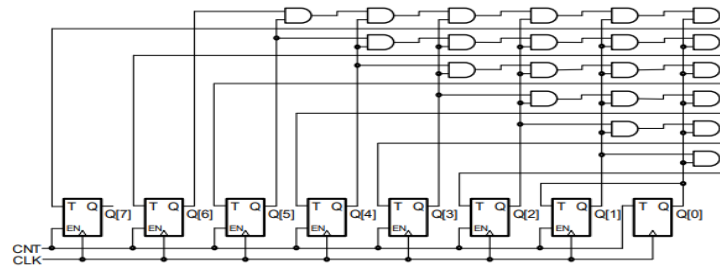 T Q T Q T Q T Q T Q T Q T Q T Q
Q[7] Q[6] Q[5] Q[4] Q[3] Q[2] Q[1] Q[0]
EN EN EN EN EN EN EN
CNT
CLK